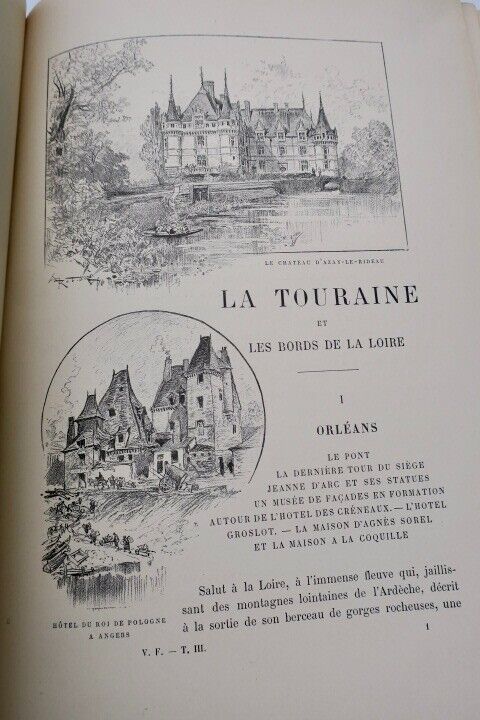 LE CHATEAU D'AZAY-LE-RIDEAU
LA TOURAINE
ET
LES BORDS DE LA LOIRE
I
ORLÉANS
LE PONT
LA DERNIÈRE TOUR DU SIÈGE
JEANNE D'ARC ET SES STATUES
UN MUSÉE DE FAÇADES EN FORMATION
AUTOUR DE L'HOTEL DES CRÉNEAUX. — L'HOTEL
GROSLOT. — LA MAISON D'AGNÈS SOREL
ET LA MAISON A LA COQUILLE
Salut à la Loire, à l'immense fleuve qui, jaillis-
sant des montagnes lointaines de l'Ardèche, décrit
à la sortie de son berceau de gorges rocheuses, une
HÔTEL DU ROI DE POLOGNE
A ANGERS
V. F. — T. III.
1